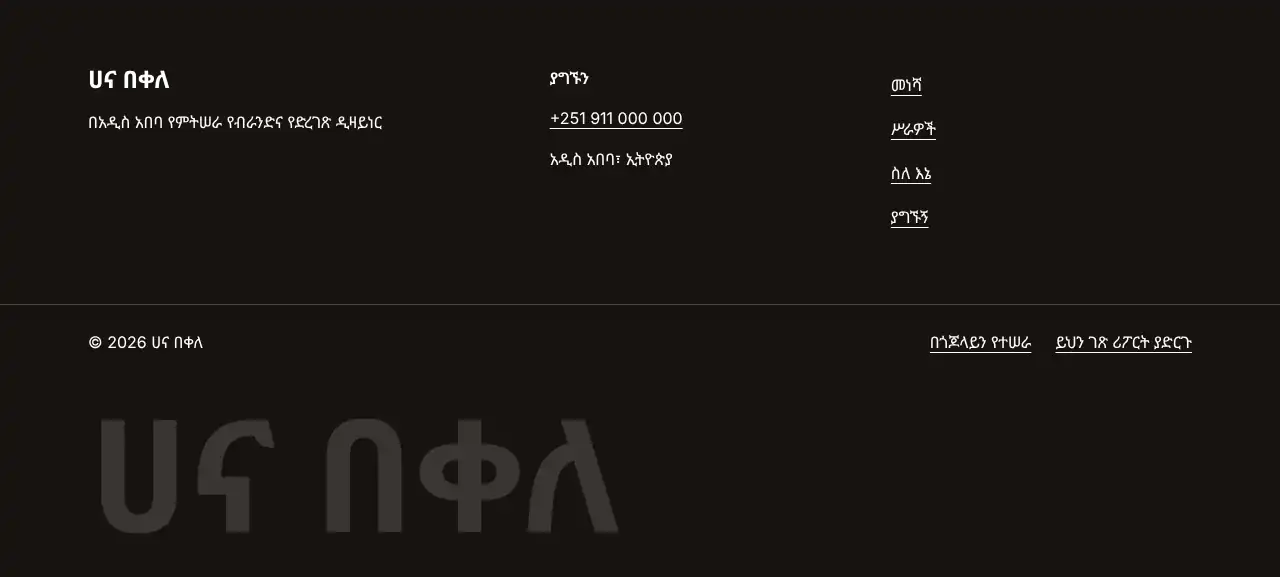 ሀና በቀለ
በአዲስ አበባ የምትሠራ የብራንድና የድረገጽ ዲዛይነር
ያግኙን
+251 911 000 000
አዲስ አበባ፣ ኢትዮጵያ
መነሻ
ሥራዎች
ስለ እኔ
ያግኙኝ
© 2026 ሀና በቀለ
በጎጆላይን የተሠራ
ይህን ገጽ ሪፖርት ያድርጉ
ሀና በቀለ